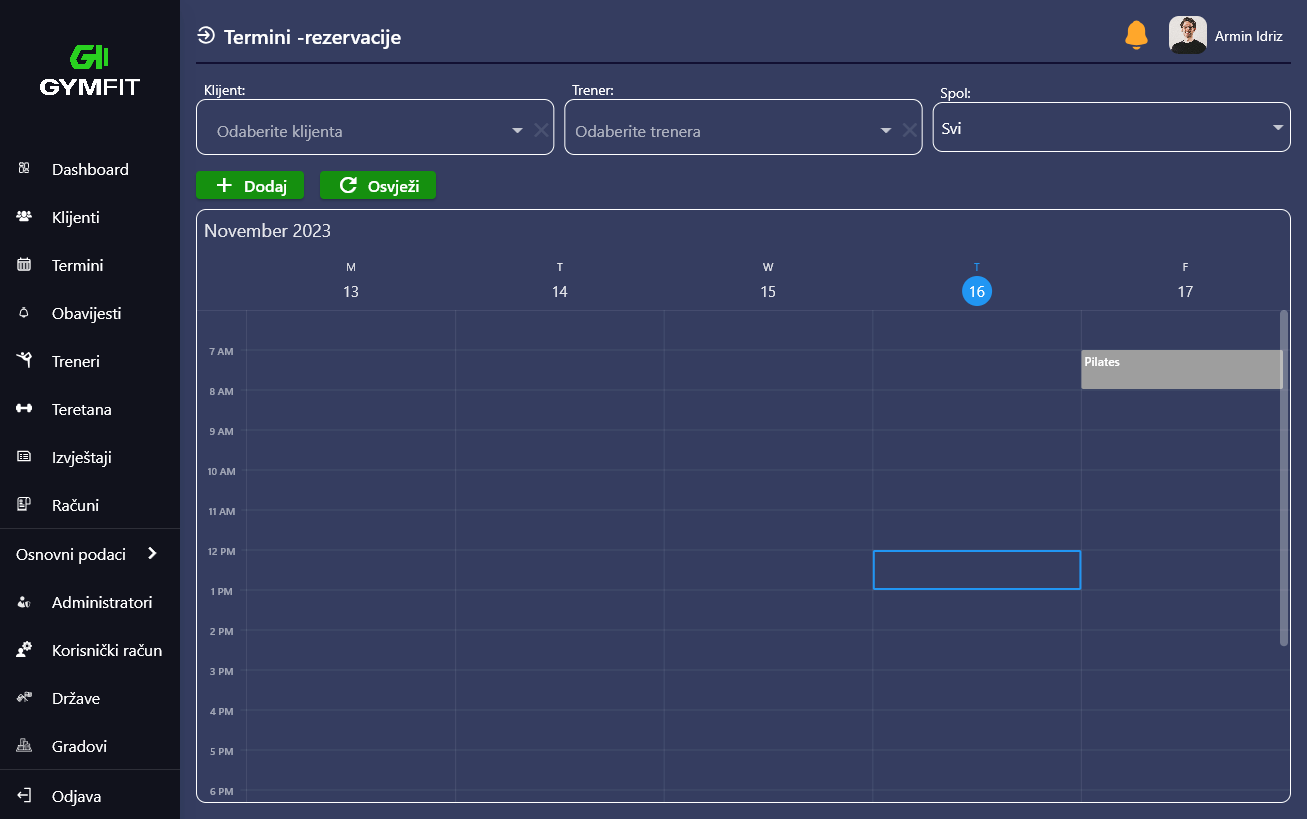 GYMFIT
Dashboard
Klijenti
Termini
Obavijesti
Treneri
Teretana
Izvještaji
Računi
Osnovni podaci
Administratori
Korisnički račun
Države
Gradovi
Odjava
Termini -rezervacije
Armin Idriz
Klijent:
Trener:
Spol:
Odaberite klijenta
Odaberite trenera
Svi
Dodaj
Osvježi
November 2023
M T W T F
13 14 15 16 17
7 AM
Pilates
8 AM
9 AM
10 AM
11 AM
12 PM
1 PM
2 PM
3 PM
4 PM
5 PM
6 PM